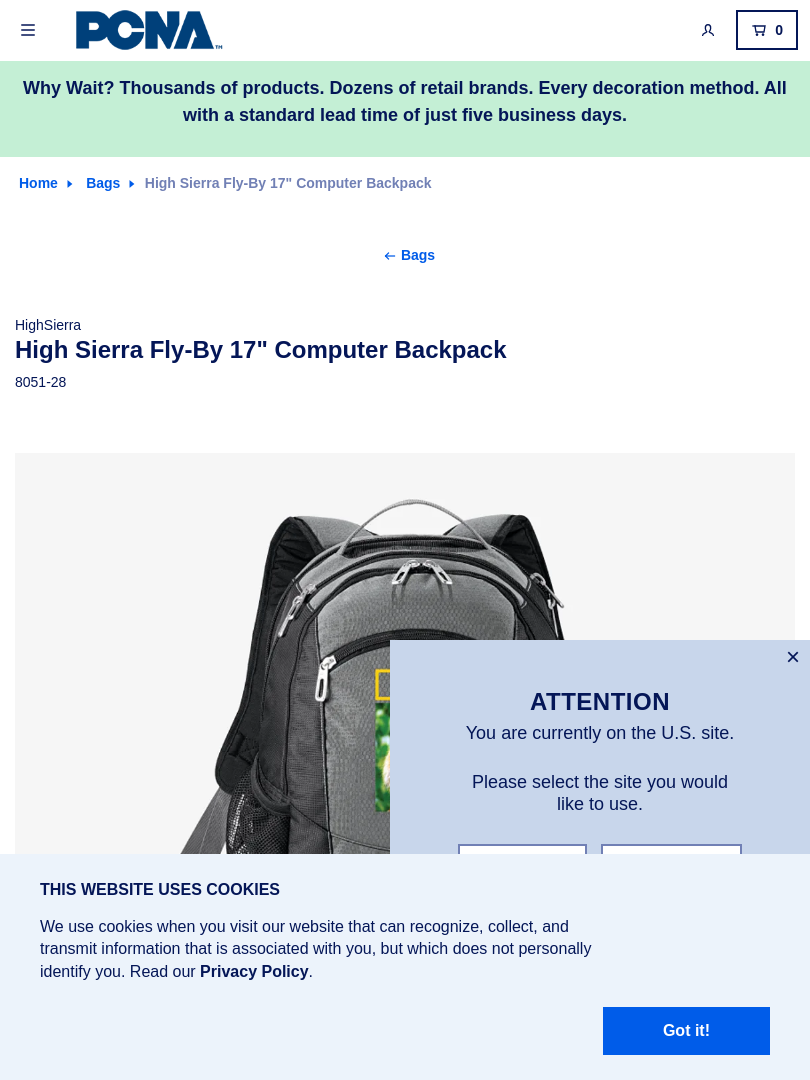 PCNA™
0
Why Wait? Thousands of products. Dozens of retail brands. Every decoration method. All
with a standard lead time of just five business days.
Home Bags High Sierra Fly-By 17" Computer Backpack
Bags
HighSierra
High Sierra Fly-By 17" Computer Backpack
8051-28
ATTENTION
You are currently on the U.S. site.
Please select the site you would
like to use.
THIS WEBSITE USES COOKIES
We use cookies when you visit our website that can recognize, collect, and
transmit information that is associated with you, but which does not personally
identify you. Read our Privacy Policy.
Got it!